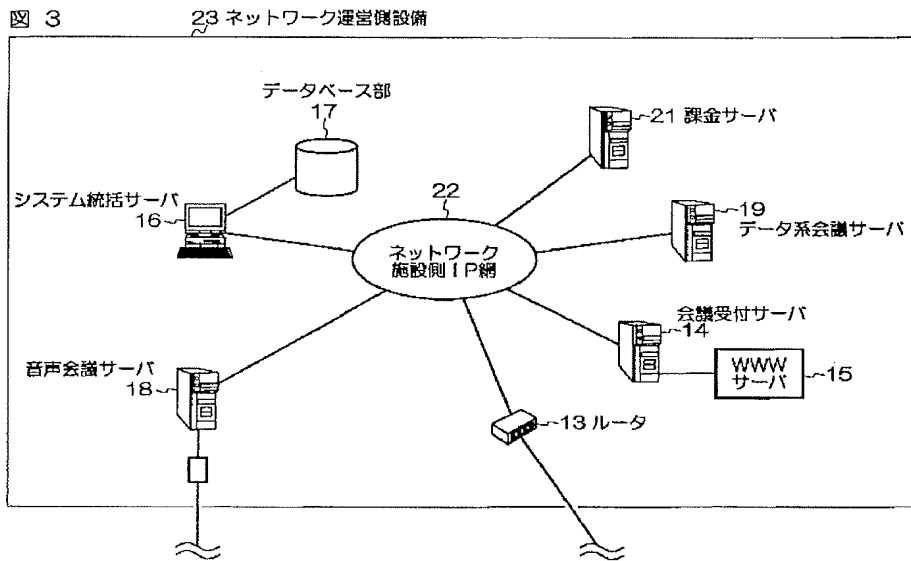 図 3
23 ネットワーク運営側設備
データベース部
17
21 課金サーバ
システム統括サーバ
16
22
19
データ系会議サーバ
ネットワーク
施設側IP網
会議受付サーバ
14
音声会議サーバ
18
WWW
サーバ
15
13 ルータ